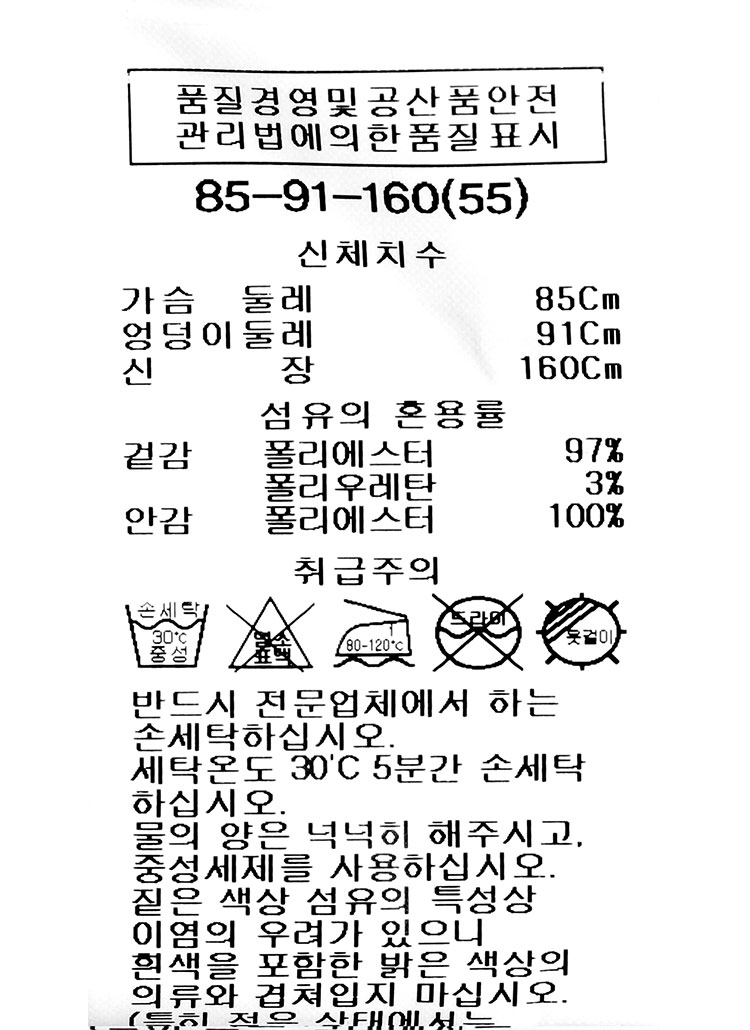 품질경영및공산품안전
관리법에의한품질표시
85-91-160(55)
신체치수
가슴 둘레 85Cm
엉덩이둘레 91Cm
신 장 160Cm
섬유의 혼용률
겉감 폴리에스터 97%
폴리우레탄 3%
안감 폴리에스터 100%
취급주의
손세탁 30°c 중성
염소 표백
80-120°c
드라이
옷걸이
반드시 전문업체에서 하는
손세탁하십시오.
세탁온도 30'C 5분간 손세탁
하십시오.
물의 양은 넉넉히 해주시고,
중성세제를 사용하십시오.
짙은 색상 섬유의 특성상
이염의 우려가 있으니
흰색을 포함한 밝은 색상의
의류와 겹쳐입지 마십시오.
(특히 젖은 상태에서는